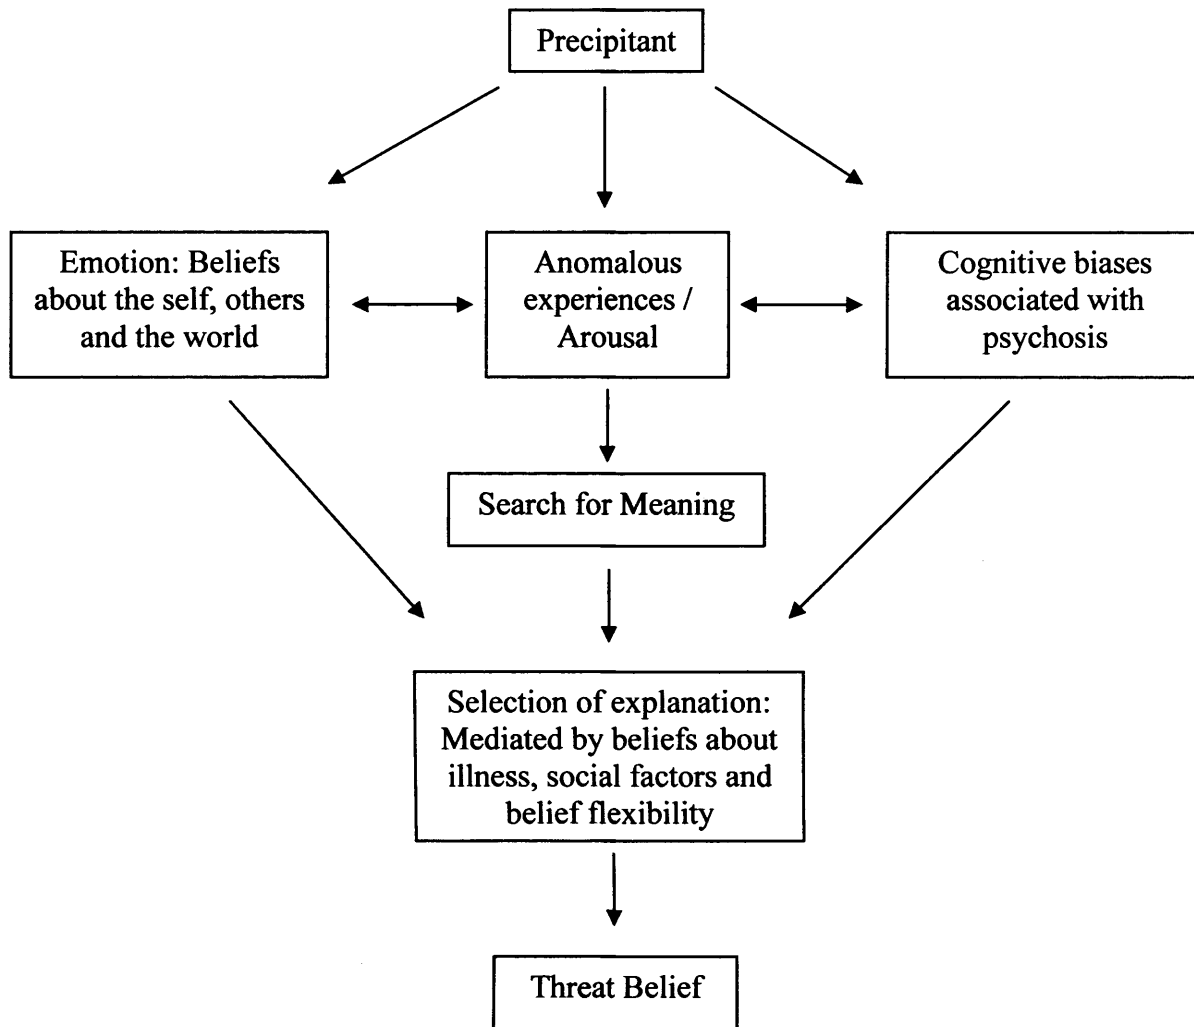 Precipitant
Emotion: Beliefs
about the self, others
and the world
Anomalous
experiences /
Arousal
Cognitive biases
associated with
psychosis
Search for Meaning
Selection of explanation:
Mediated by beliefs about
illness, social factors and
belief flexibility
Threat Belief